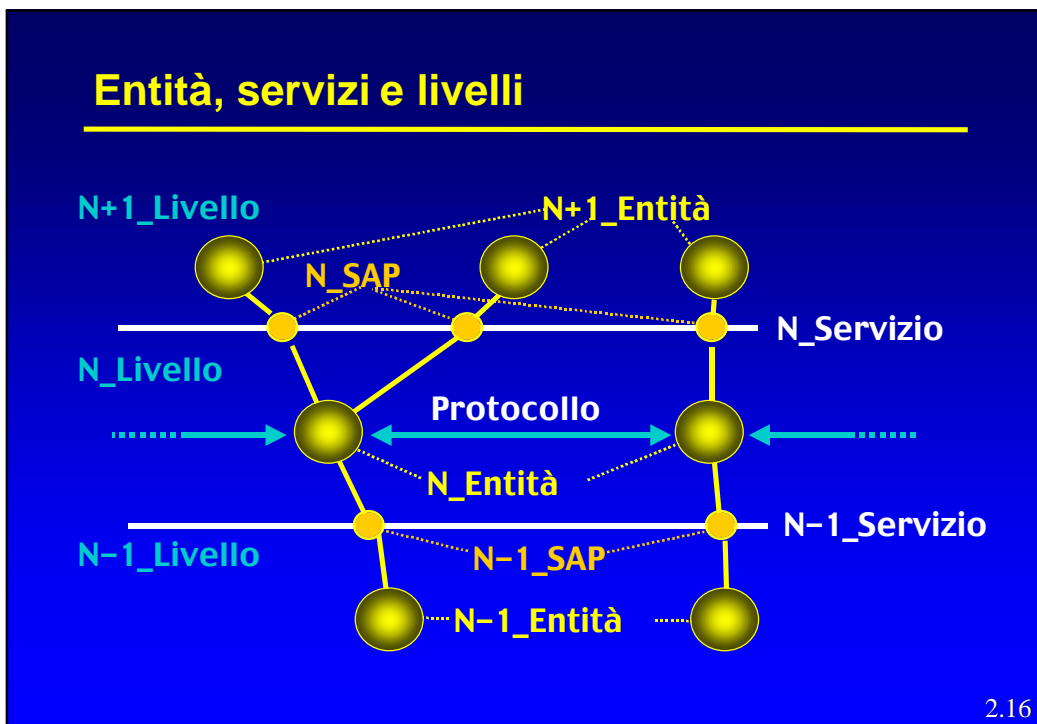 Entità, servizi e livelli
N+1_Livello
N+1_Entità
N_SAP
N_Servizio
N_Livello
Protocollo
N_Entità
N−1_Servizio
N−1_Livello
N−1_SAP
N−1_Entità
2.16